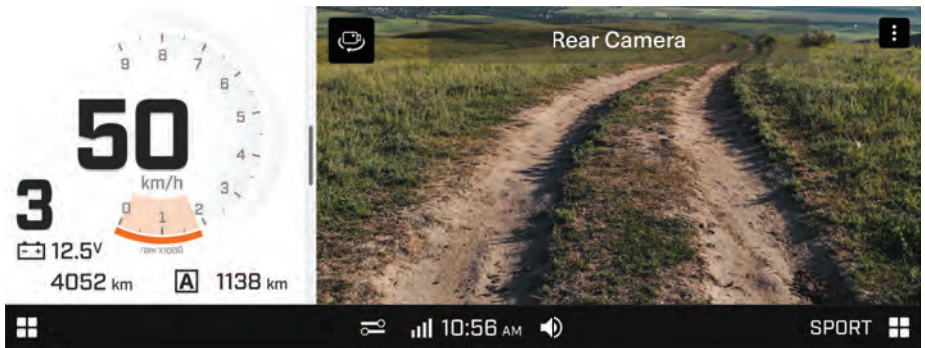 Rear Camera
9 8 7
6
5
4
3
50
km/h
3
0 1 2
rpm x1000
12.5V
4052 km A 1138 km
10:56 AM SPORT